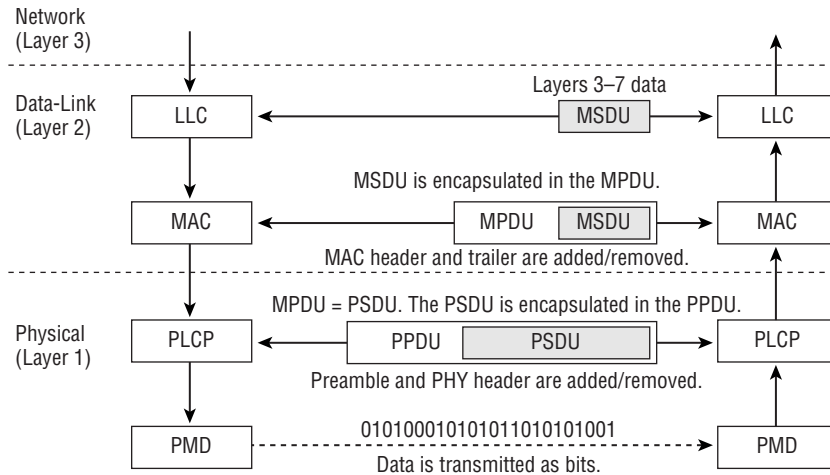 Network
(Layer 3)
Layers 3–7 data
Data-Link
(Layer 2)
LLC
MSDU
LLC
MSDU is encapsulated in the MPDU.
MAC
MPDU
MSDU
MAC
MAC header and trailer are added/removed.
MPDU = PSDU. The PSDU is encapsulated in the PPDU.
Physical
(Layer 1)
PLCP
PPDU
PSDU
PLCP
Preamble and PHY header are added/removed.
010100010101011010101001
PMD
PMD
Data is transmitted as bits.